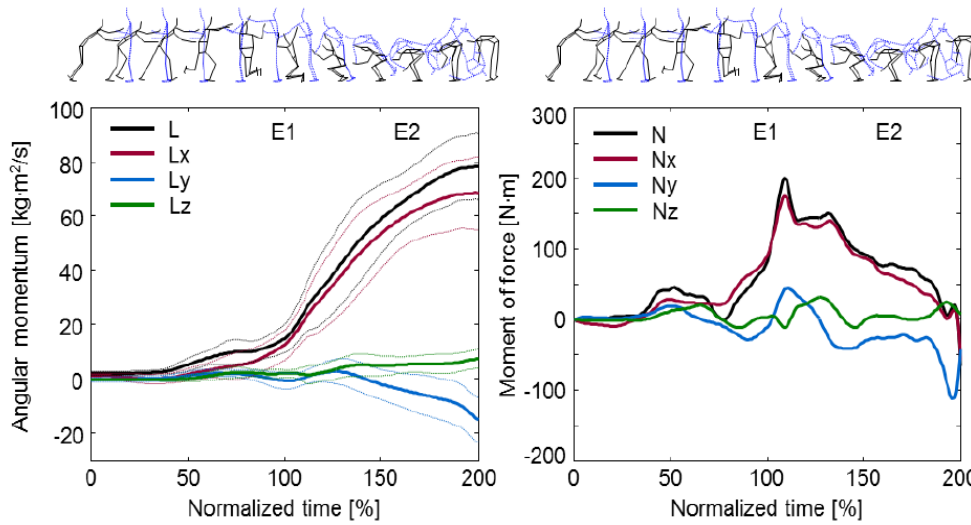 100
80
60
40
20
0
-20
Angular momentum [kg·m²/s]
L
Lx
Ly
Lz
E1
E2
0
50
100
150
200
Normalized time [%]
300
200
100
0
-100
-200
Moment of force [N·m]
N
Nx
Ny
Nz
E1
E2
0
50
100
150
200
Normalized time [%]